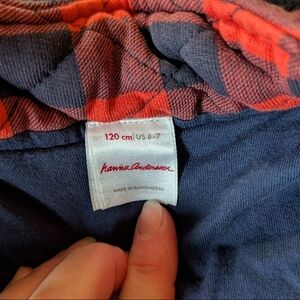 120 cm|US 6-7
hanna andersson
MADE IN BANGLADESH